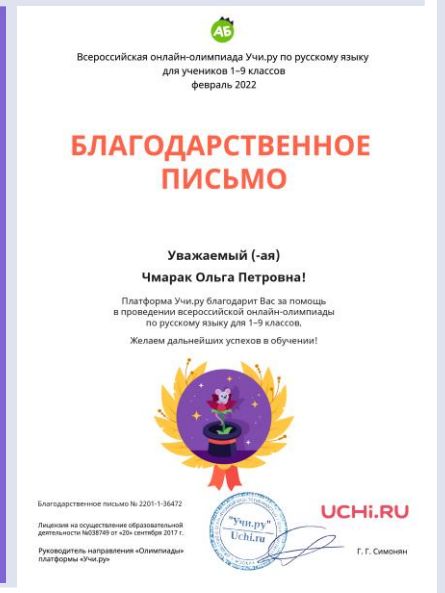 АБ
Всероссийская онлайн-олимпиада Учи.ру по русскому языку
для учеников 1–9 классов
февраль 2022
БЛАГОДАРСТВЕННОЕ
ПИСЬМО
Уважаемый (-ая)
Чмарак Ольга Петровна!
Платформа Учи.ру благодарит Вас за помощь
в проведении всероссийской онлайн-олимпиады
по русскому языку для 1–9 классов.
Желаем дальнейших успехов в обучении!
Благодарственное письмо № 2201-1-36472
Лицензия на осуществление образовательной
деятельности №038749 от «20» сентября 2017 г.
Руководитель направления «Олимпиады»
платформы «Учи.ру»
"Учи.ру"
Uchi.ru
UCHi.RU
Г. Г. Симонян